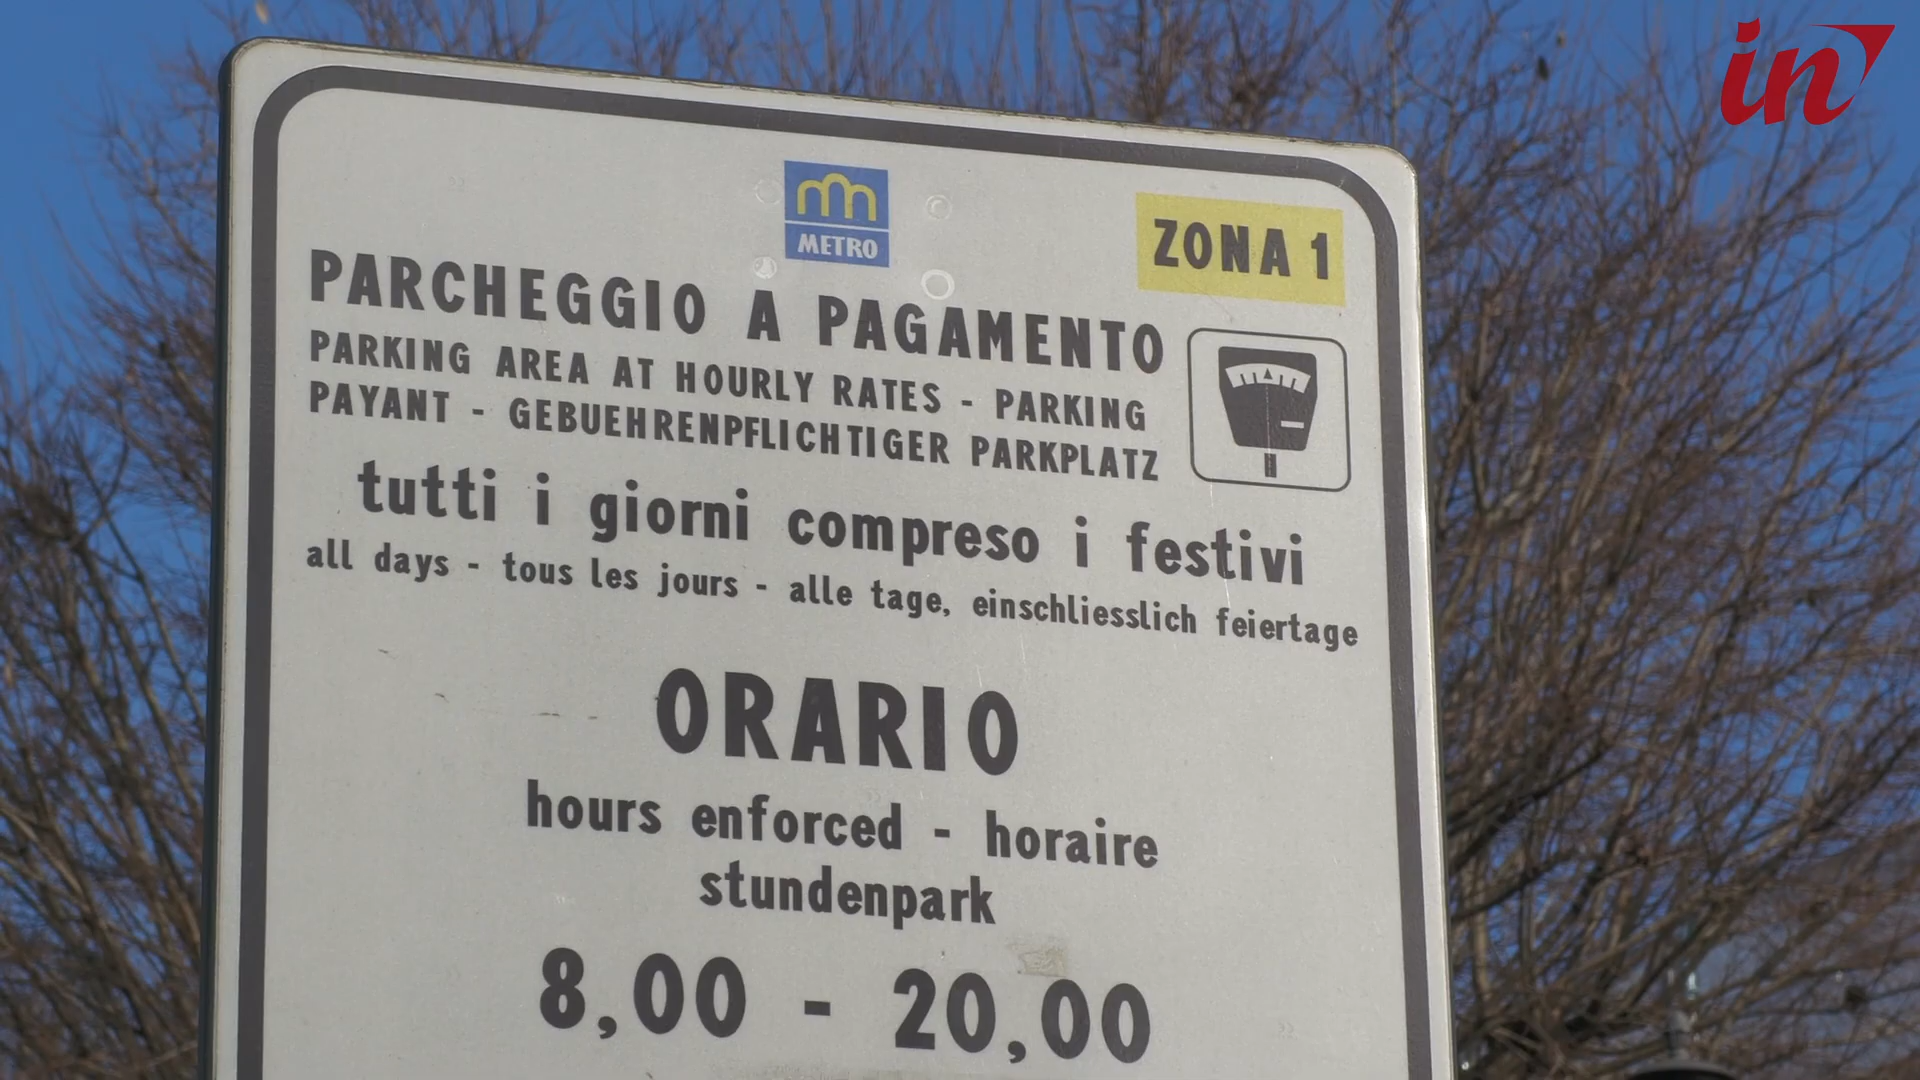 in
METRO
ZONA 1
PARCHEGGIO A PAGAMENTO
PARKING AREA AT HOURLY RATES - PARKING
PAYANT - GEBUEHRENPFLICHTIGER PARKPLATZ
tutti i giorni compreso i festivi
all days - tous les jours - alle tage, einschliesslich feiertage
ORARIO
hours enforced - horaire
stundenpark
8,00 - 20,00